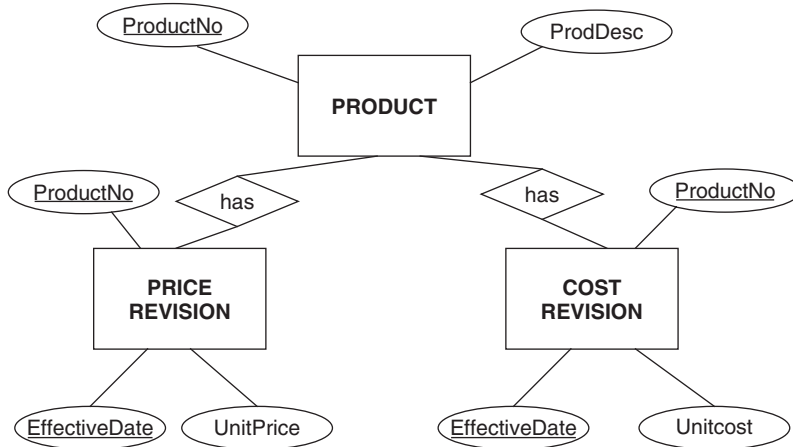 ProductNo
ProdDesc
PRODUCT
ProductNo
has
has
ProductNo
PRICE
REVISION
COST
REVISION
EffectiveDate
UnitPrice
EffectiveDate
Unitcost